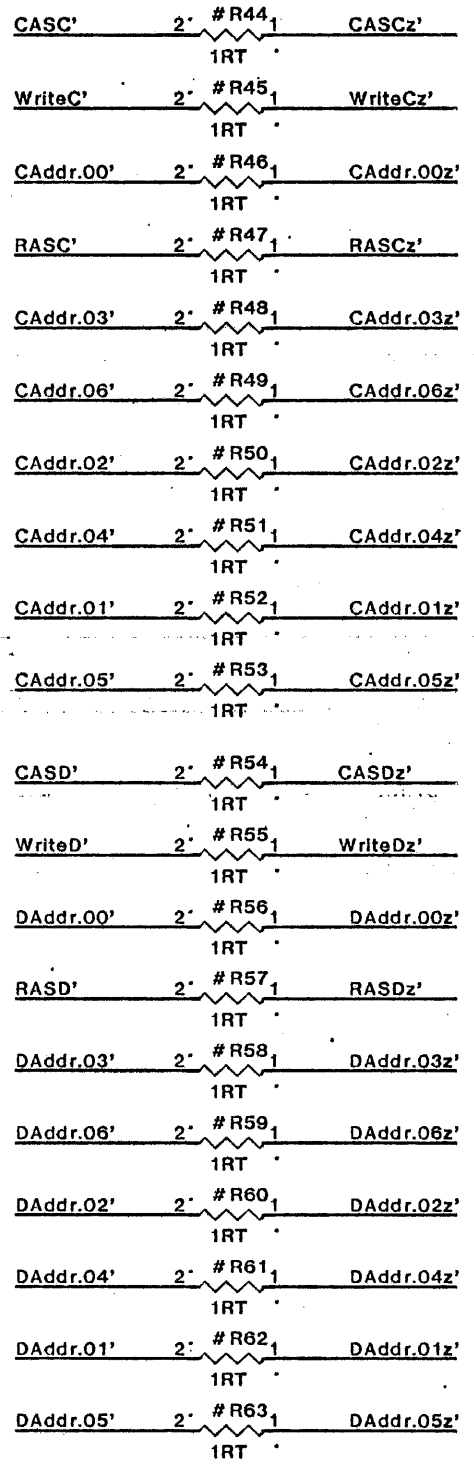 CASC' 2 #R44 1 CASCz'
1RT
WriteC' 2 #R45 1 WriteCz'
1RT
CAddr.00' 2 #R46 1 CAddr.00z'
1RT
RASC' 2 #R47 1 RASCz'
1RT
CAddr.03' 2 #R48 1 CAddr.03z'
1RT
CAddr.06' 2 #R49 1 CAddr.06z'
1RT
CAddr.02' 2 #R50 1 CAddr.02z'
1RT
CAddr.04' 2 #R51 1 CAddr.04z'
1RT
CAddr.01' 2 #R52 1 CAddr.01z'
1RT
CAddr.05' 2 #R53 1 CAddr.05z'
1RT
CASD' 2 #R54 1 CASDz'
1RT
WriteD' 2 #R55 1 WriteDz'
1RT
DAddr.00' 2 #R56 1 DAddr.00z'
1RT
RASD' 2 #R57 1 RASDz'
1RT
DAddr.03' 2 #R58 1 DAddr.03z'
1RT
DAddr.06' 2 #R59 1 DAddr.06z'
1RT
DAddr.02' 2 #R60 1 DAddr.02z'
1RT
DAddr.04' 2 #R61 1 DAddr.04z'
1RT
DAddr.01' 2 #R62 1 DAddr.01z'
1RT
DAddr.05' 2 #R63 1 DAddr.05z'
1RT